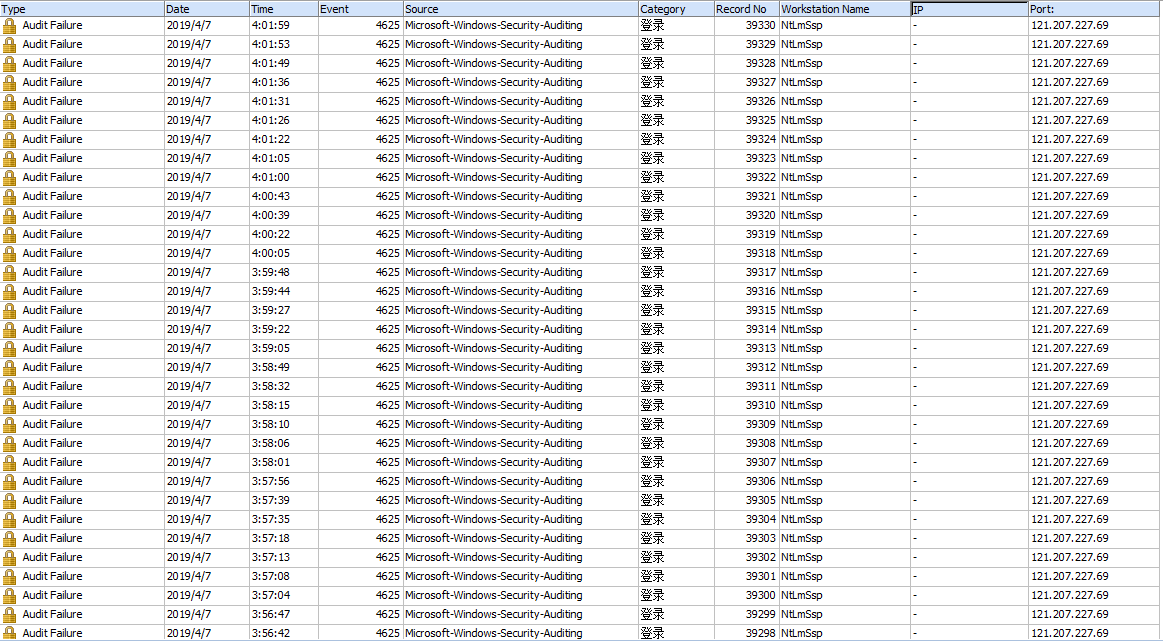 Type Date Time Event Source Category Record No Workstation Name IP Port:
Audit Failure 2019/4/7 4:01:59 4625 Microsoft-Windows-Security-Auditing 登录 39330 NtLmSsp - 121.207.227.69
Audit Failure 2019/4/7 4:01:53 4625 Microsoft-Windows-Security-Auditing 登录 39329 NtLmSsp - 121.207.227.69
Audit Failure 2019/4/7 4:01:49 4625 Microsoft-Windows-Security-Auditing 登录 39328 NtLmSsp - 121.207.227.69
Audit Failure 2019/4/7 4:01:36 4625 Microsoft-Windows-Security-Auditing 登录 39327 NtLmSsp - 121.207.227.69
Audit Failure 2019/4/7 4:01:31 4625 Microsoft-Windows-Security-Auditing 登录 39326 NtLmSsp - 121.207.227.69
Audit Failure 2019/4/7 4:01:26 4625 Microsoft-Windows-Security-Auditing 登录 39325 NtLmSsp - 121.207.227.69
Audit Failure 2019/4/7 4:01:22 4625 Microsoft-Windows-Security-Auditing 登录 39324 NtLmSsp - 121.207.227.69
Audit Failure 2019/4/7 4:01:05 4625 Microsoft-Windows-Security-Auditing 登录 39323 NtLmSsp - 121.207.227.69
Audit Failure 2019/4/7 4:01:00 4625 Microsoft-Windows-Security-Auditing 登录 39322 NtLmSsp - 121.207.227.69
Audit Failure 2019/4/7 4:00:43 4625 Microsoft-Windows-Security-Auditing 登录 39321 NtLmSsp - 121.207.227.69
Audit Failure 2019/4/7 4:00:39 4625 Microsoft-Windows-Security-Auditing 登录 39320 NtLmSsp - 121.207.227.69
Audit Failure 2019/4/7 4:00:22 4625 Microsoft-Windows-Security-Auditing 登录 39319 NtLmSsp - 121.207.227.69
Audit Failure 2019/4/7 4:00:05 4625 Microsoft-Windows-Security-Auditing 登录 39318 NtLmSsp - 121.207.227.69
Audit Failure 2019/4/7 3:59:48 4625 Microsoft-Windows-Security-Auditing 登录 39317 NtLmSsp - 121.207.227.69
Audit Failure 2019/4/7 3:59:44 4625 Microsoft-Windows-Security-Auditing 登录 39316 NtLmSsp - 121.207.227.69
Audit Failure 2019/4/7 3:59:27 4625 Microsoft-Windows-Security-Auditing 登录 39315 NtLmSsp - 121.207.227.69
Audit Failure 2019/4/7 3:59:22 4625 Microsoft-Windows-Security-Auditing 登录 39314 NtLmSsp - 121.207.227.69
Audit Failure 2019/4/7 3:59:05 4625 Microsoft-Windows-Security-Auditing 登录 39313 NtLmSsp - 121.207.227.69
Audit Failure 2019/4/7 3:58:49 4625 Microsoft-Windows-Security-Auditing 登录 39312 NtLmSsp - 121.207.227.69
Audit Failure 2019/4/7 3:58:32 4625 Microsoft-Windows-Security-Auditing 登录 39311 NtLmSsp - 121.207.227.69
Audit Failure 2019/4/7 3:58:15 4625 Microsoft-Windows-Security-Auditing 登录 39310 NtLmSsp - 121.207.227.69
Audit Failure 2019/4/7 3:58:10 4625 Microsoft-Windows-Security-Auditing 登录 39309 NtLmSsp - 121.207.227.69
Audit Failure 2019/4/7 3:58:06 4625 Microsoft-Windows-Security-Auditing 登录 39308 NtLmSsp - 121.207.227.69
Audit Failure 2019/4/7 3:58:01 4625 Microsoft-Windows-Security-Auditing 登录 39307 NtLmSsp - 121.207.227.69
Audit Failure 2019/4/7 3:57:56 4625 Microsoft-Windows-Security-Auditing 登录 39306 NtLmSsp - 121.207.227.69
Audit Failure 2019/4/7 3:57:39 4625 Microsoft-Windows-Security-Auditing 登录 39305 NtLmSsp - 121.207.227.69
Audit Failure 2019/4/7 3:57:35 4625 Microsoft-Windows-Security-Auditing 登录 39304 NtLmSsp - 121.207.227.69
Audit Failure 2019/4/7 3:57:18 4625 Microsoft-Windows-Security-Auditing 登录 39303 NtLmSsp - 121.207.227.69
Audit Failure 2019/4/7 3:57:13 4625 Microsoft-Windows-Security-Auditing 登录 39302 NtLmSsp - 121.207.227.69
Audit Failure 2019/4/7 3:57:08 4625 Microsoft-Windows-Security-Auditing 登录 39301 NtLmSsp - 121.207.227.69
Audit Failure 2019/4/7 3:57:04 4625 Microsoft-Windows-Security-Auditing 登录 39300 NtLmSsp - 121.207.227.69
Audit Failure 2019/4/7 3:56:47 4625 Microsoft-Windows-Security-Auditing 登录 39299 NtLmSsp - 121.207.227.69
Audit Failure 2019/4/7 3:56:42 4625 Microsoft-Windows-Security-Auditing 登录 39298 NtLmSsp - 121.207.227.69